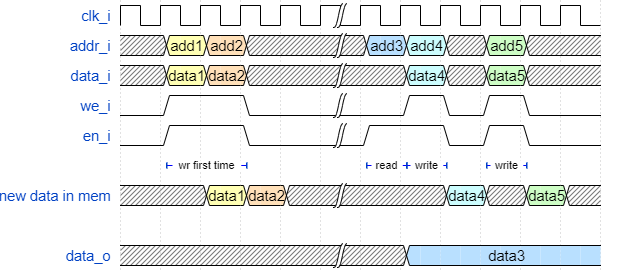 clk_i
addr_i add1 add2 add3 add4 add5
data_i data1 data2 data4 data5
we_i
en_i
wr first time read write write
new data in mem data1 data2 data4 data5
data_o data3